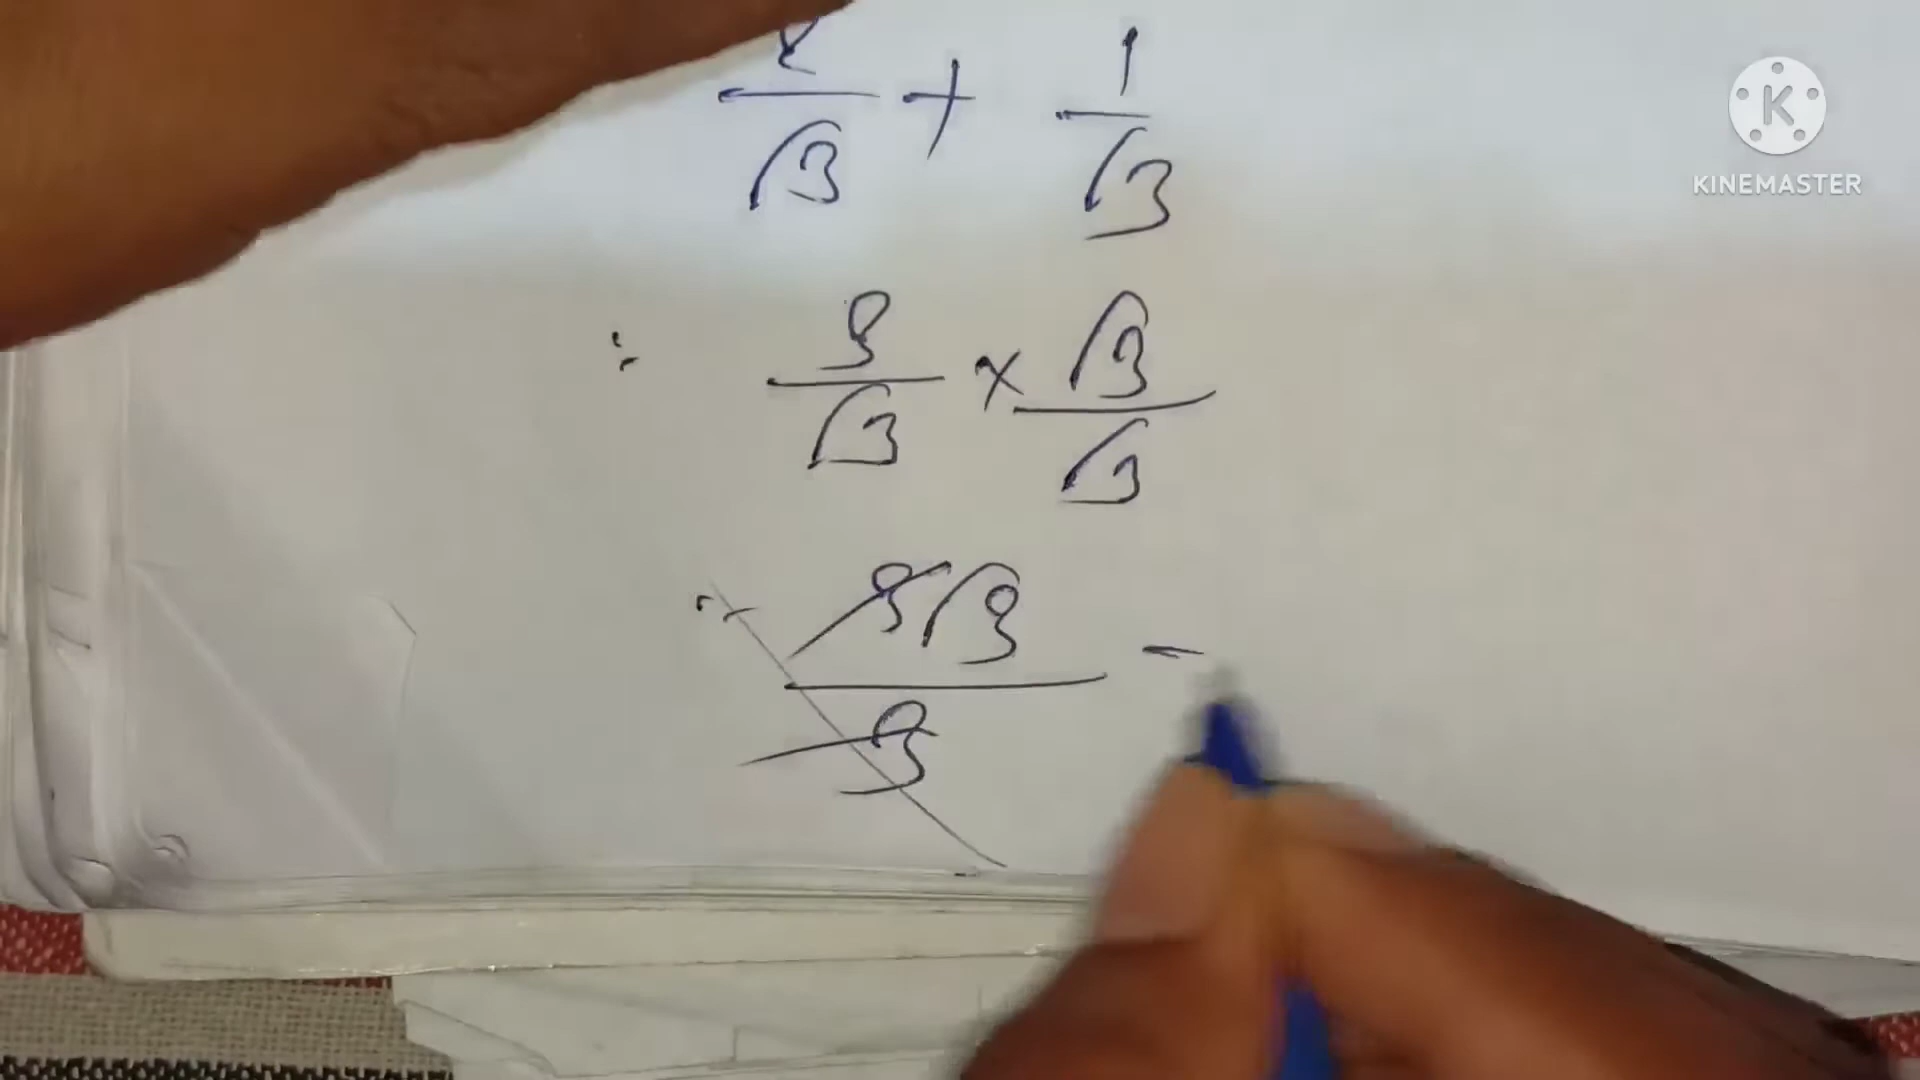 2/√3 + 1/√3
= 3/√3 × √3/√3
= 3√3/3 =
KINEMASTER